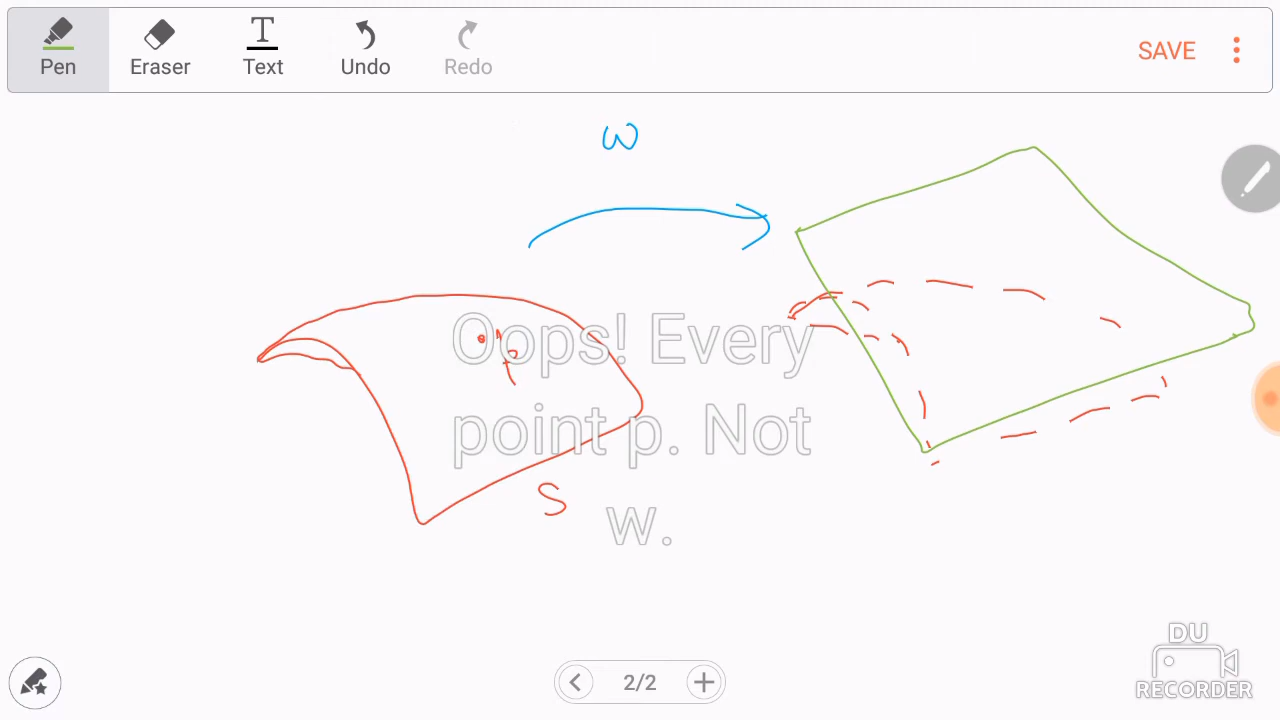 Pen
Eraser
Text
Undo
Redo
SAVE
ω
p
Oops! Every
point p. Not
w.
S
2/2
DU
RECORDER